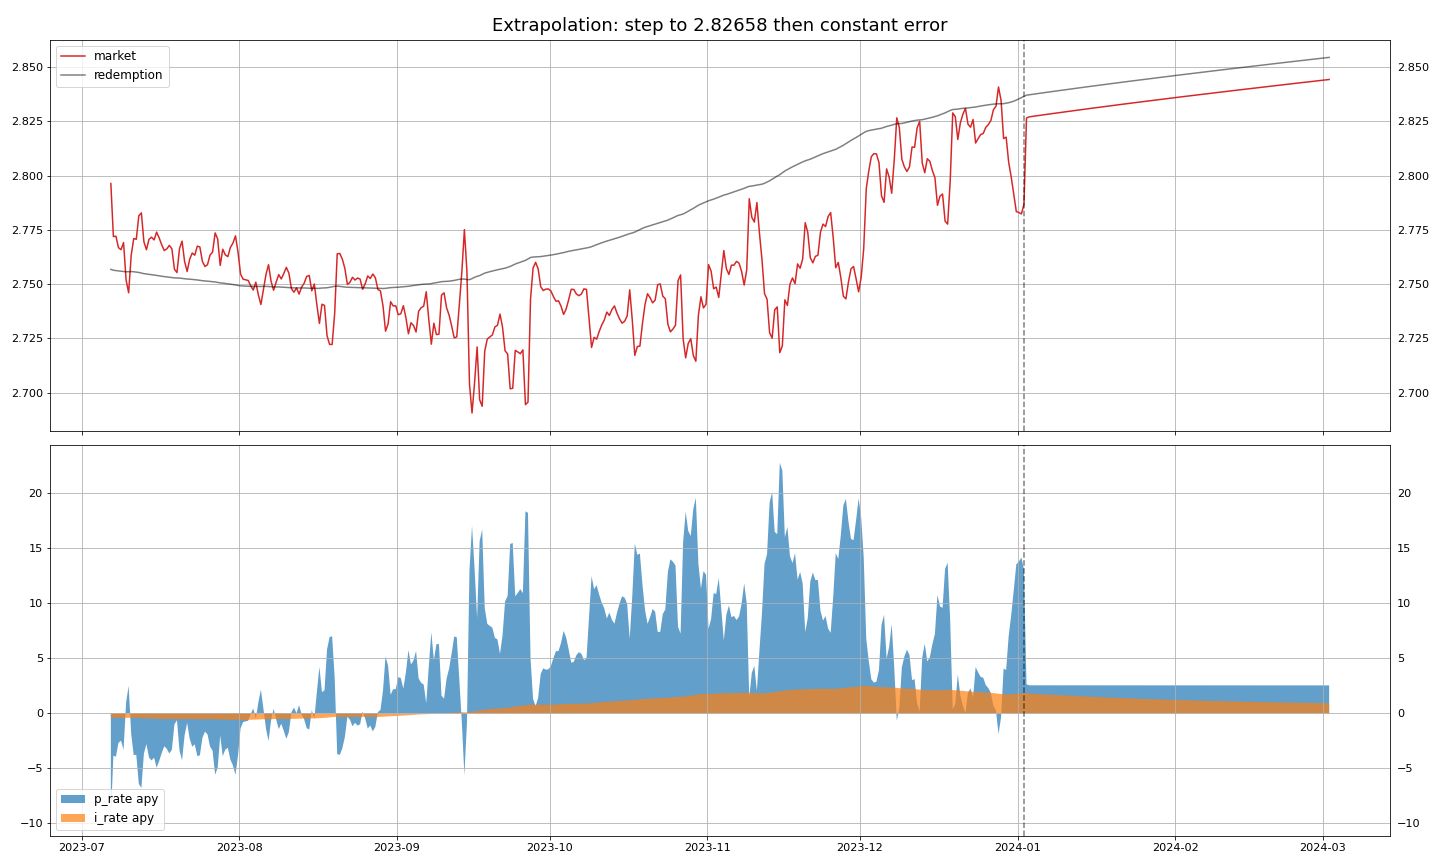 Extrapolation: step to 2.82658 then constant error
market
redemption
2.850 2.850
2.825 2.825
2.800 2.800
2.775 2.775
2.750 2.750
2.725 2.725
2.700 2.700
20 20
15 15
10 10
5 5
0 0
−5 −5
−10 −10
p_rate apy
i_rate apy
2023-07 2023-08 2023-09 2023-10 2023-11 2023-12 2024-01 2024-02 2024-03